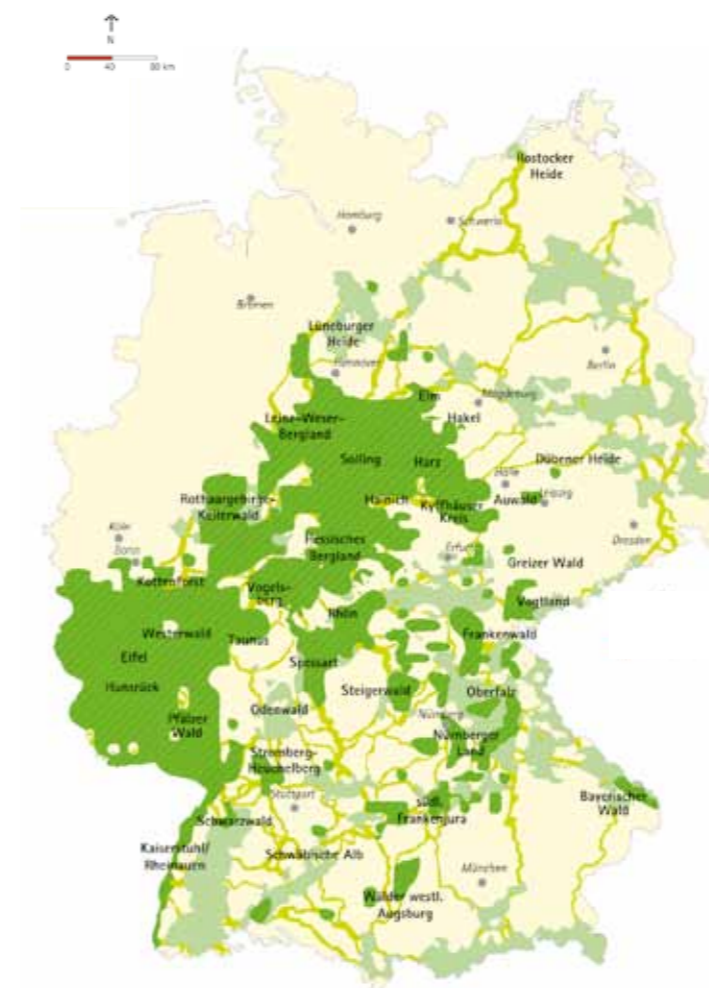 N
0 40 80 km
Rostocker
Heide
Schwerin
Hamburg
Bremen
Lüneburger
Heide
Hannover
Berlin
Elm
Magdeburg
Hakel
Leine-Weser-
Bergland
Solling
Harz
Dübener Heide
Halle
Leipzig
Auwald
Hainich
Kyffhäuser
Kreis
Rothaargebirge-
Kellerwald
Köln
Bonn
Dresden
Hessisches
Bergland
Erfurt
Greizer Wald
Kottenforst
Vogels-
berg
Vogtland
Rhön
Westerwald
Taunus
Frankenwald
Eifel
Spessart
Hunsrück
Steigerwald
Oberfalz
Odenwald
Pfälzer
Wald
Nürnberg
Nürnberger
Land
Stromberg-
Heuchelberg
Stuttgart
südl.
Frankenjura
Bayerischer
Wald
Schwarzwald
Kaiserstuhl/
Rheinauen
Schwäbische Alb
München
Wälder westl.
Augsburg